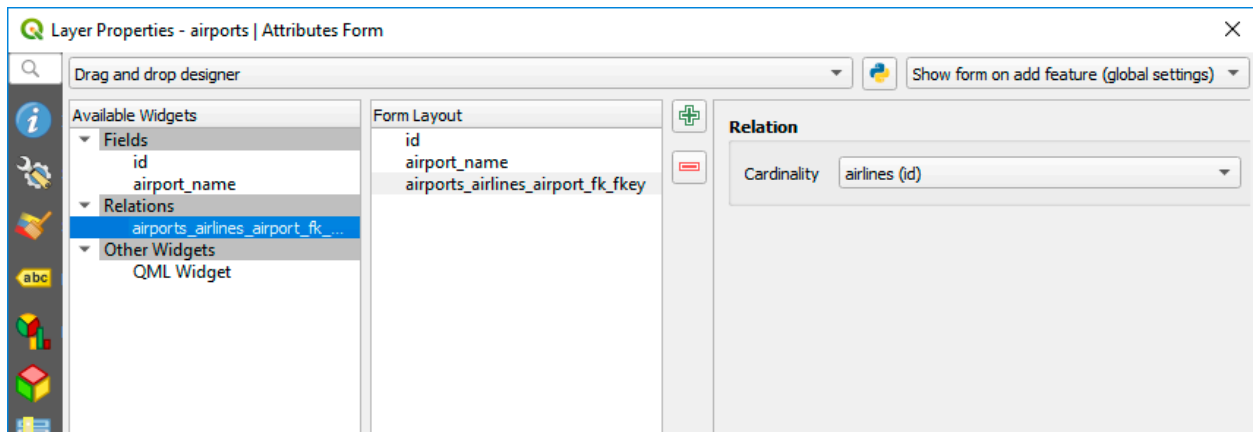 Layer Properties - airports | Attributes Form
Drag and drop designer
Show form on add feature (global settings)
Available Widgets
Fields
id
airport_name
Relations
airports_airlines_airport_fk_...
Other Widgets
QML Widget
Form Layout
id
airport_name
airports_airlines_airport_fk_fkey
Relation
Cardinality airlines (id)
abc